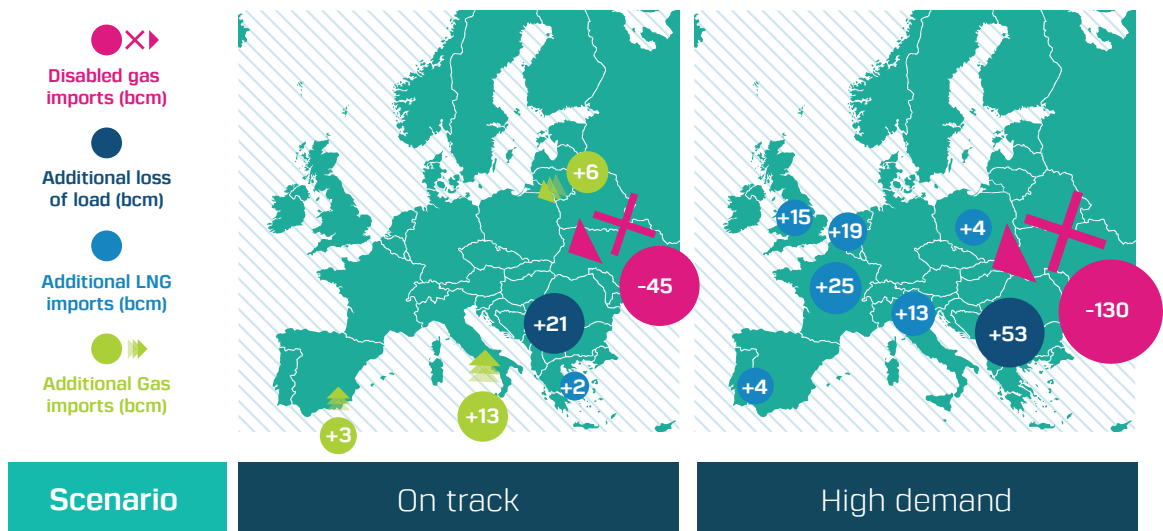 Disabled gas
imports (bcm)
Additional loss
of load (bcm)
Additional LNG
imports (bcm)
Additional Gas
imports (bcm)
+6
-45
+21
+2
+13
+3
+15
+19
+4
+25
+13
-130
+53
+4
Scenario
On track
High demand